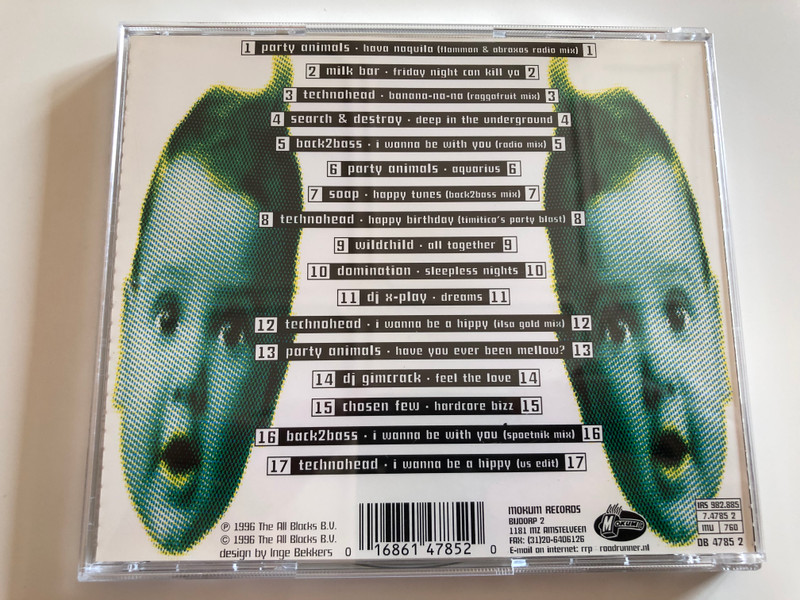 1 party animals · hava naquila (flamman & abraxas radio mix) 1
2 milk bar · friday night can kill ya 2
3 technohead · banana-na-na (raggafruit mix) 3
4 search & destroy · deep in the underground 4
5 back2bass · i wanna be with you (radio mix) 5
6 party animals · aquarius 6
7 soap · happy tunes (back2bass mix) 7
8 technohead · happy birthday (timitico's party blast) 8
9 wildchild · all together 9
10 domination · sleepless nights 10
11 dj x-play · dreams 11
12 technohead · i wanna be a hippy (ilsa gold mix) 12
13 party animals · have you ever been mellow? 13
14 dj gimcrack · feel the love 14
15 chosen few · hardcore bizz 15
16 back2bass · i wanna be with you (spaetnik mix) 16
17 technohead · i wanna be a hippy (us edit) 17
℗ 1996 The All Blacks B.V.
© 1996 The All Blacks B.V.
design by Inge Bekkers
0 16861 47852 0
MOKUM RECORDS
BIJDORP 2
1181 MZ AMSTELVEEN
FAX: (31)20-6406126
E-mail on internet: rrp roadrunner.nl
MOKUM
IRS 982.885
7.4785 2
MU 760
DB 4785 2